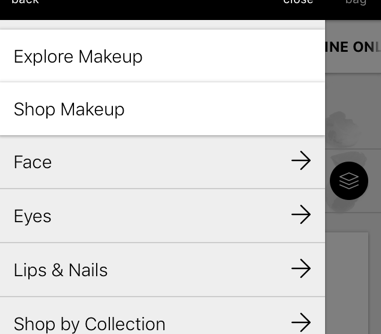 back close bag
Explore Makeup
INE ONL
Shop Makeup
Face
Eyes
Lips & Nails
Shop by Collection